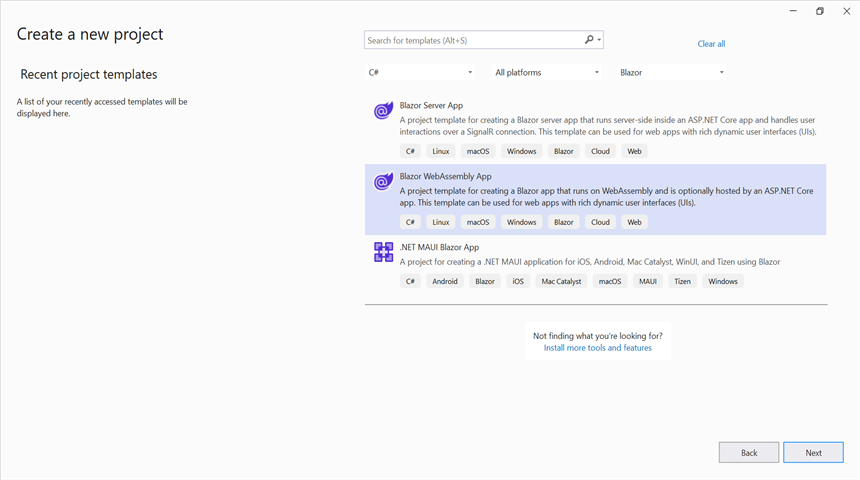 Create a new project
Search for templates (Alt+S)
Clear all
Recent project templates
C#
All platforms
Blazor
A list of your recently accessed templates will be
displayed here.
Blazor Server App
A project template for creating a Blazor server app that runs server-side inside an ASP.NET Core app and handles user
interactions over a SignalR connection. This template can be used for web apps with rich dynamic user interfaces (UIs).
C# Linux macOS Windows Blazor Cloud Web
Blazor WebAssembly App
A project template for creating a Blazor app that runs on WebAssembly and is optionally hosted by an ASP.NET Core
app. This template can be used for web apps with rich dynamic user interfaces (UIs).
C# Linux macOS Windows Blazor Cloud Web
.NET MAUI Blazor App
A project for creating a .NET MAUI application for iOS, Android, Mac Catalyst, WinUI, and Tizen using Blazor
C# Android Blazor iOS Mac Catalyst macOS MAUI Tizen Windows
Not finding what you're looking for?
Install more tools and features
Back
Next